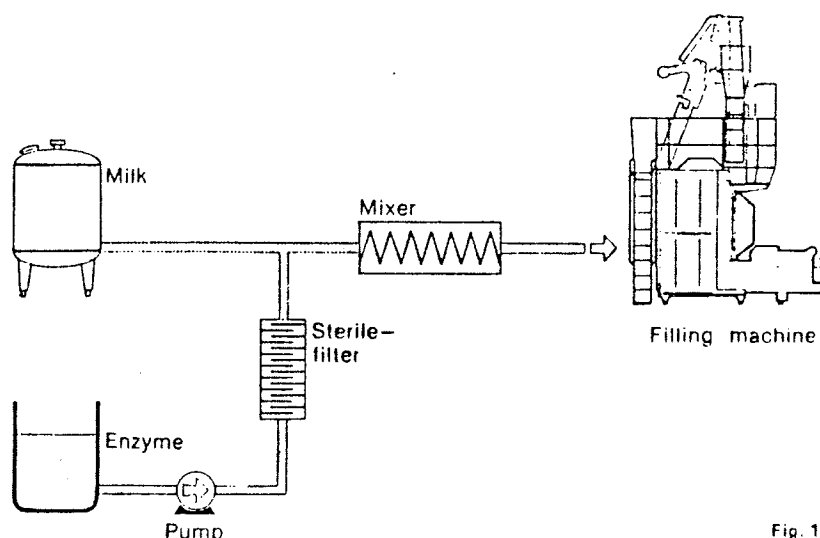 Milk
Mixer
Sterile-
filter
Filling machine
Enzyme
Pump
Fig. 1